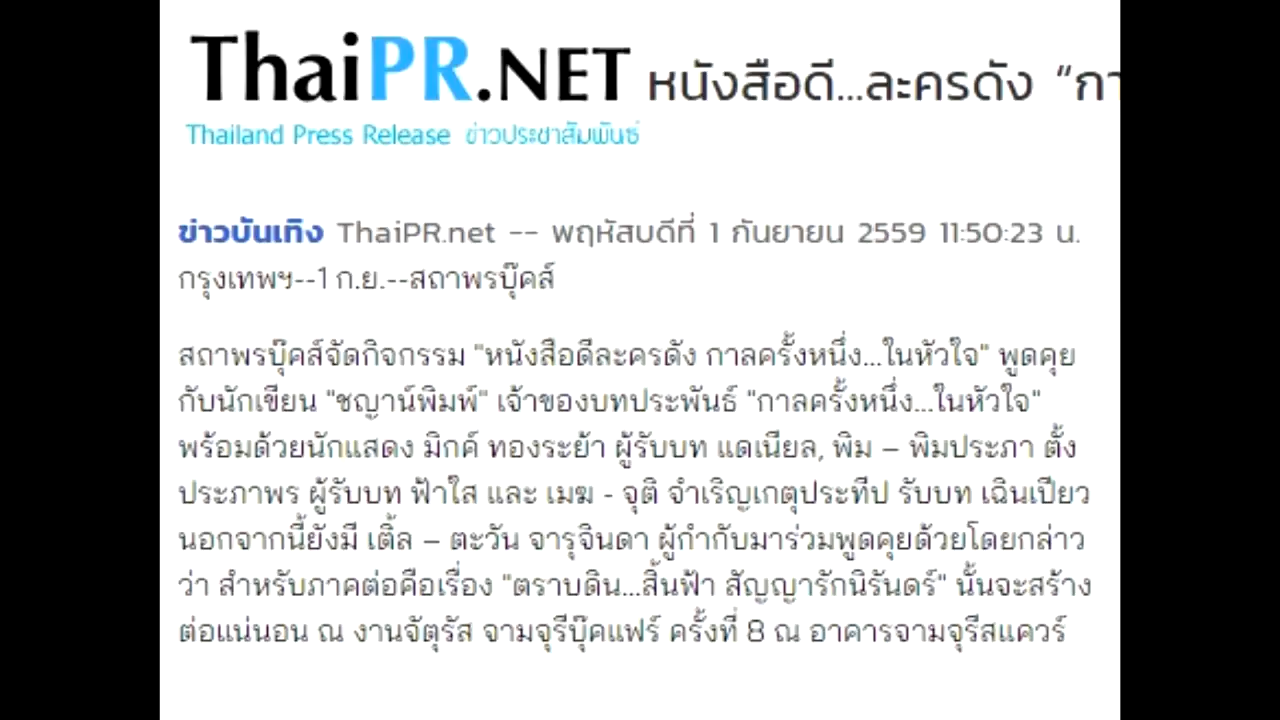 ThaiPR.NET หนังสือดี...ละครดัง “กา
Thailand Press Release ข่าวประชาสัมพันธ์
ข่าวบันเทิง ThaiPR.net -- พฤหัสบดีที่ 1 กันยายน 2559 11:50:23 น.
กรุงเทพฯ--1 ก.ย.--สถาพรบุ๊คส์
สถาพรบุ๊คส์จัดกิจกรรม "หนังสือดีละครดัง กาลครั้งหนึ่ง...ในหัวใจ" พูดคุย
กับนักเขียน "ชญาน์พิมพ์" เจ้าของบทประพันธ์ "กาลครั้งหนึ่ง...ในหัวใจ"
พร้อมด้วยนักแสดง มิกค์ ทองระย้า ผู้รับบท แดเนียล, พิม – พิมประภา ตั้ง
ประภาพร ผู้รับบท ฟ้าใส และ เมฆ - จุติ จำเริญเกตุประทีป รับบท เฉินเปียว
นอกจากนี้ยังมี เติ้ล – ตะวัน จารุจินดา ผู้กำกับมาร่วมพูดคุยด้วยโดยกล่าว
ว่า สำหรับภาคต่อคือเรื่อง "ตราบดิน...สิ้นฟ้า สัญญารักนิรันดร์" นั้นจะสร้าง
ต่อแน่นอน ณ งานจัตุรัส จามจุรีบุ๊คแฟร์ ครั้งที่ 8 ณ อาคารจามจุรีสแควร์